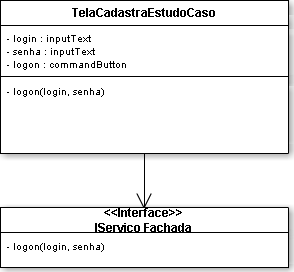 TelaCadastraEstudoCaso
- login : inputText
- senha : inputText
- logon : commandButton
- logon(login, senha)
<<Interface>>
IServico Fachada
- logon(login, senha)